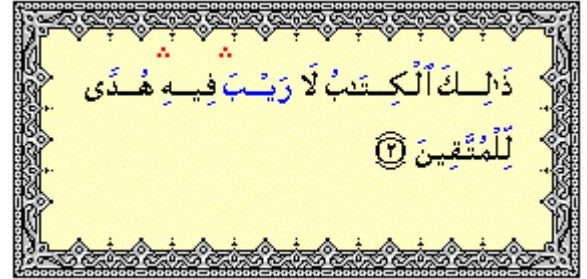 ذَٰلِكَ ٱلْكِتَـٰبُ لَا رَيْبَ ۛ فِيهِ ۛ هُدًى
لِّلْمُتَّقِينَ ٢